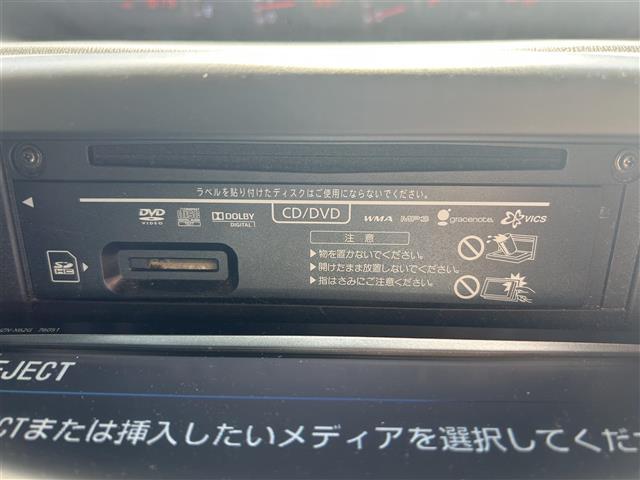 ラベルを貼り付けたディスクはご使用にならないでください。
DVD VIDEO DOLBY DIGITAL CD/DVD WMA MP3 gracenote VICS
注意
▶物を置かないでください。
▶開けたまま放置しないでください。
▶指はさみにご注意ください。
SD HC
76051
EJECT
CTまたは挿入したいメディアを選択してくだ